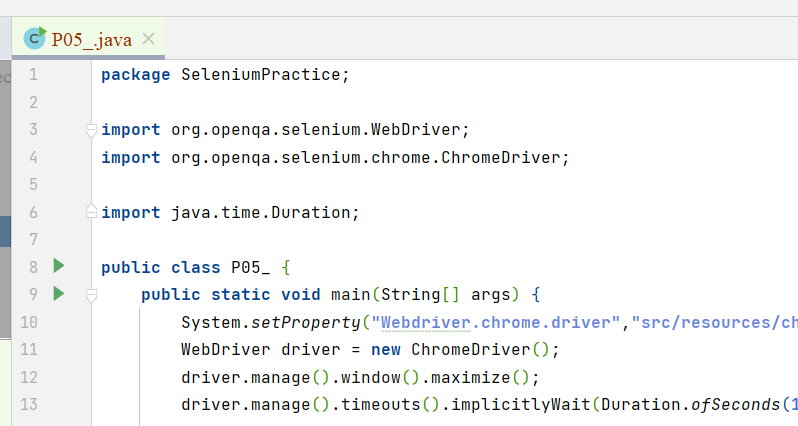 P05_.java
1 package SeleniumPractice;
2
3 import org.openqa.selenium.WebDriver;
4 import org.openqa.selenium.chrome.ChromeDriver;
5
6 import java.time.Duration;
7
8 public class P05_ {
9 public static void main(String[] args) {
10 System.setProperty("Webdriver.chrome.driver","src/resources/ch
11 WebDriver driver = new ChromeDriver();
12 driver.manage().window().maximize();
13 driver.manage().timeouts().implicitlyWait(Duration.ofSeconds(1